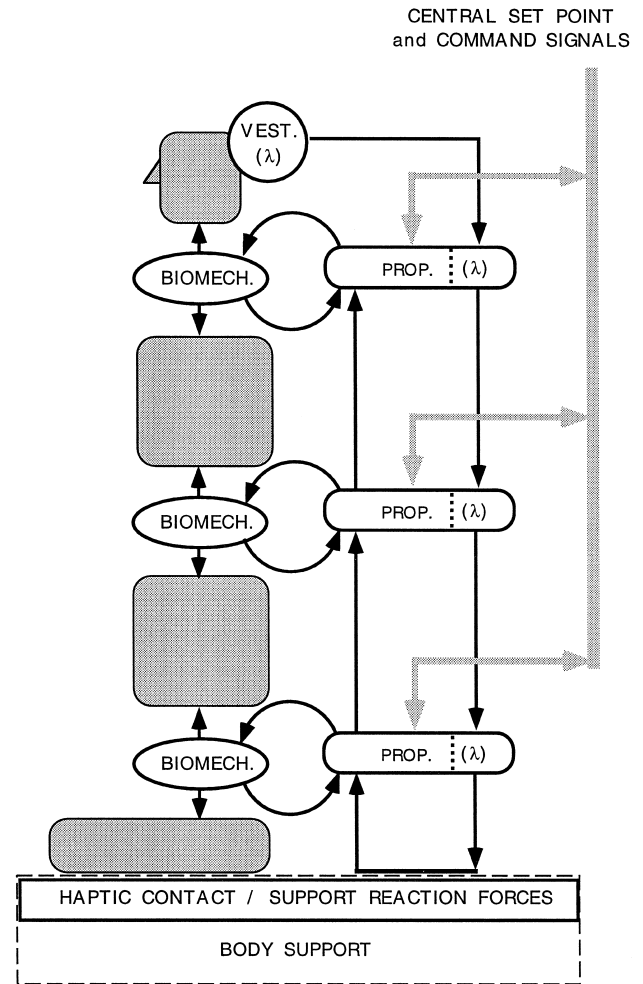 CENTRAL SET POINT
and COMMAND SIGNALS
VEST.
(λ)
BIOMECH.
PROP. (λ)
BIOMECH.
PROP. (λ)
BIOMECH.
PROP. (λ)
HAPTIC CONTACT / SUPPORT REACTION FORCES
BODY SUPPORT